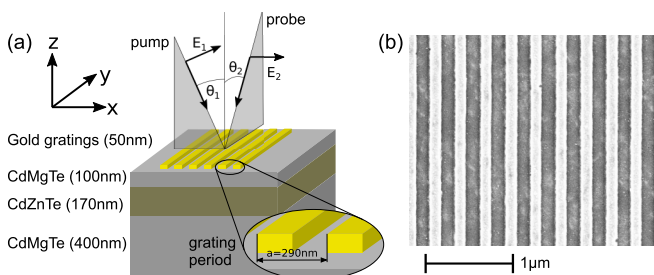 (a)
probe
pump
E1
E2
θ1
θ2
z
y
x
Gold gratings (50nm)
CdMgTe (100nm)
CdZnTe (170nm)
CdMgTe (400nm)
grating
period
a=290nm
(b)
1μm